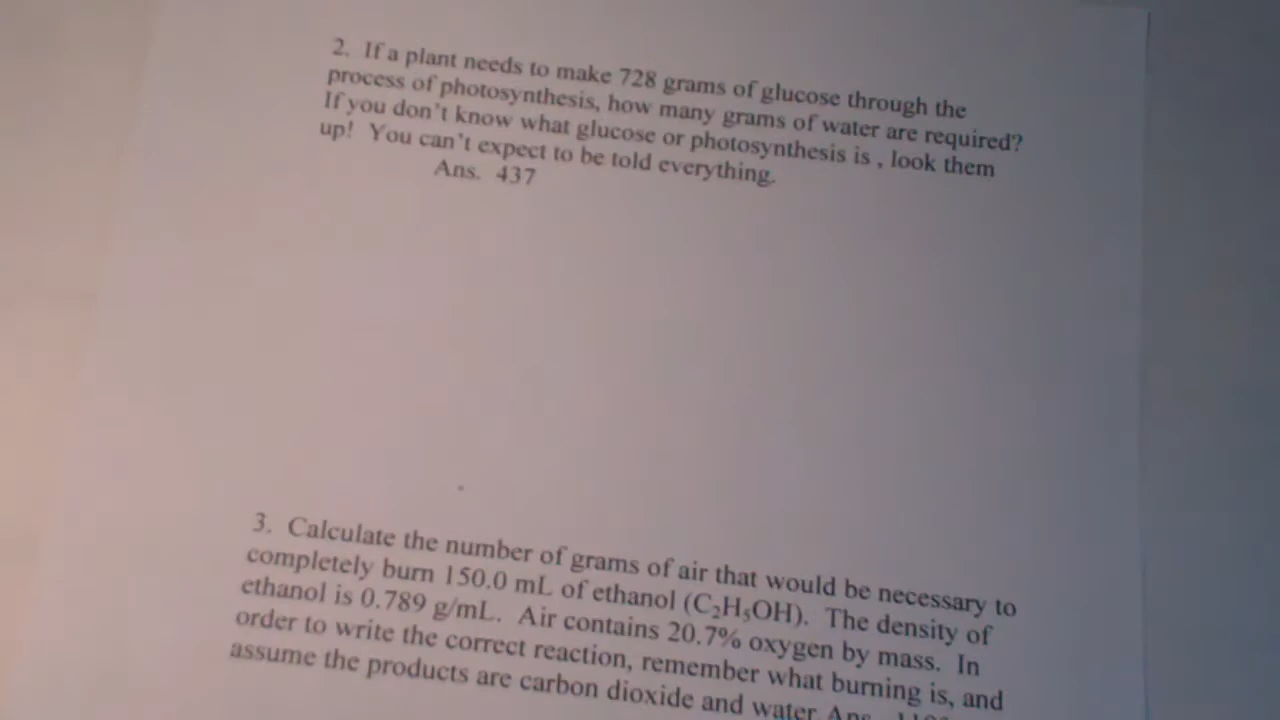 2. If a plant needs to make 728 grams of glucose through the
process of photosynthesis, how many grams of water are required?
If you don't know what glucose or photosynthesis is , look them
up! You can't expect to be told everything.
Ans. 437
3. Calculate the number of grams of air that would be necessary to
completely burn 150.0 mL of ethanol (C₂H₅OH). The density of
ethanol is 0.789 g/mL. Air contains 20.7% oxygen by mass. In
order to write the correct reaction, remember what burning is, and
assume the products are carbon dioxide and water. Ans.